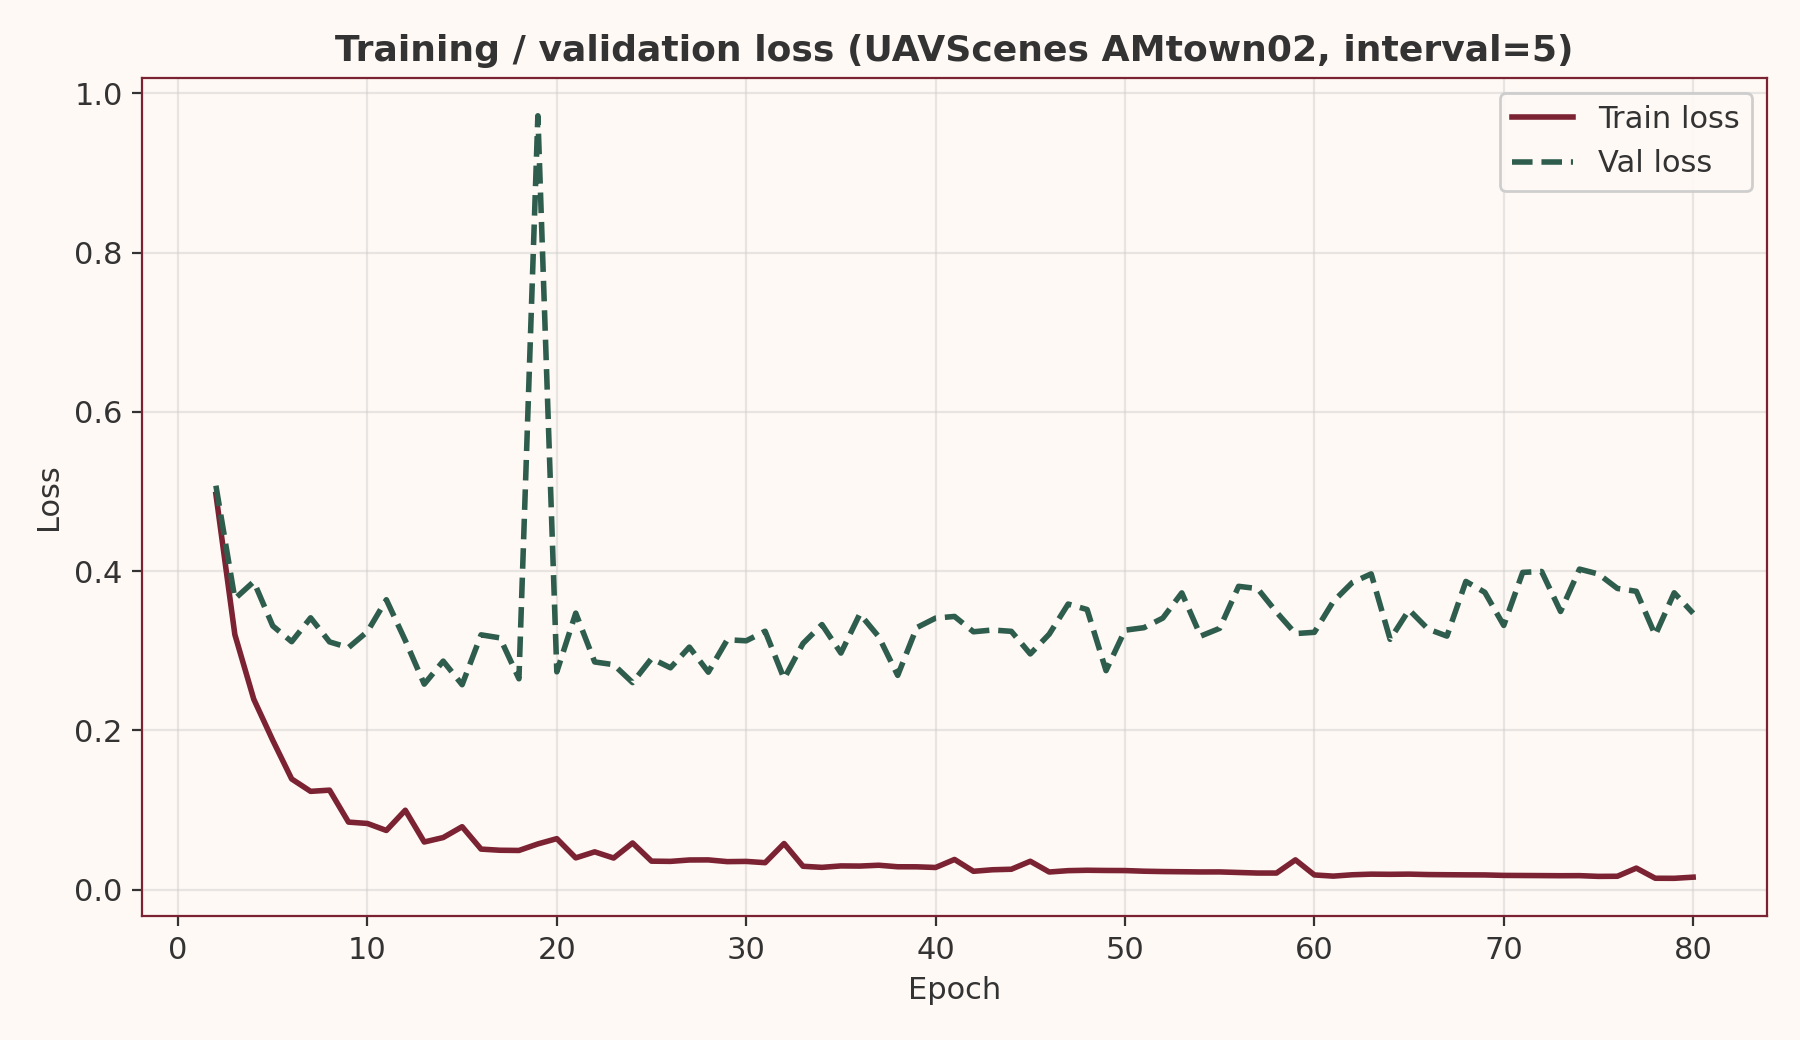 Training / validation loss (UAVScenes AMtown02, interval=5)
1.0
0.8
0.6
0.4
0.2
0.0
Loss
Train loss
Val loss
0 10 20 30 40 50 60 70 80
Epoch